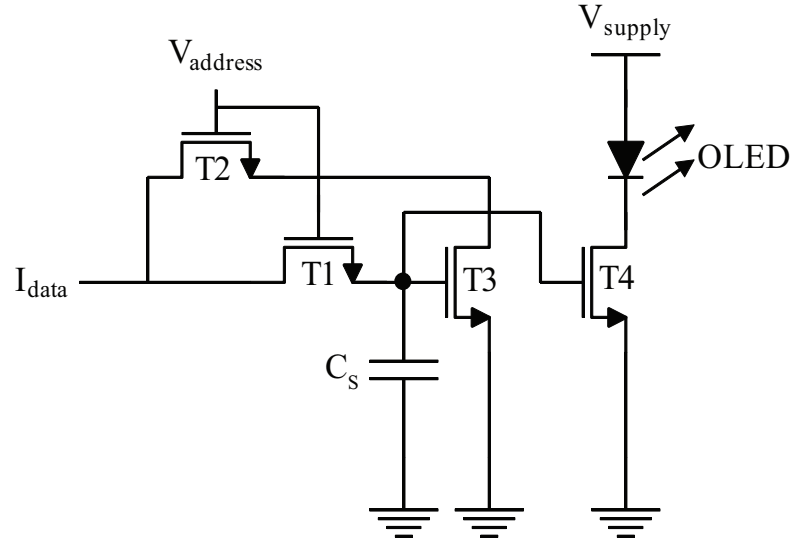 V_supply
V_address
OLED
T2
T1
T3
T4
I_data
C_S